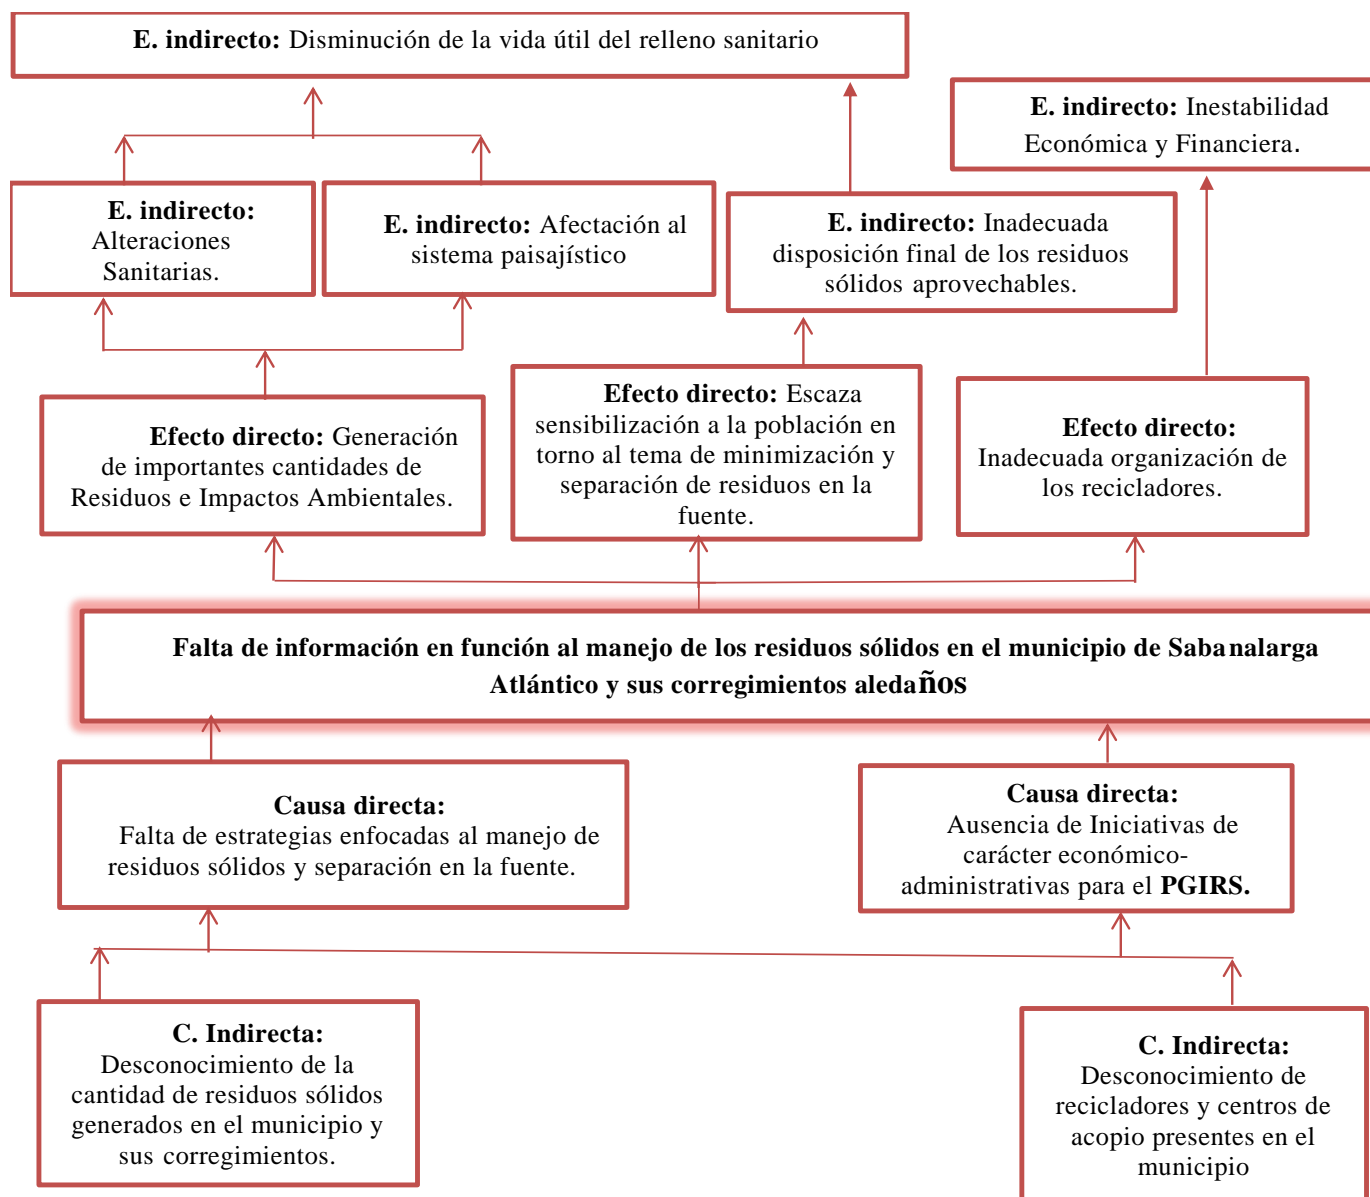 E. indirecto: Disminución de la vida útil del relleno sanitario
E. indirecto: Inestabilidad
Económica y Financiera.
E. indirecto:
Alteraciones
Sanitarias.
E. indirecto: Afectación al
sistema paisajístico
E. indirecto: Inadecuada
disposición final de los residuos
sólidos aprovechables.
Efecto directo: Generación
de importantes cantidades de
Residuos e Impactos Ambientales.
Efecto directo: Escaza
sensibilización a la población en
torno al tema de minimización y
separación de residuos en la
fuente.
Efecto directo:
Inadecuada organización de
los recicladores.
Falta de información en función al manejo de los residuos sólidos en el municipio de Sabanalarga
Atlántico y sus corregimientos aledaños
Causa directa:
Falta de estrategias enfocadas al manejo de
residuos sólidos y separación en la fuente.
Causa directa:
Ausencia de Iniciativas de
carácter económico-
administrativas para el PGIRS.
C. Indirecta:
Desconocimiento de la
cantidad de residuos sólidos
generados en el municipio y
sus corregimientos.
C. Indirecta:
Desconocimiento de
recicladores y centros de
acopio presentes en el
municipio